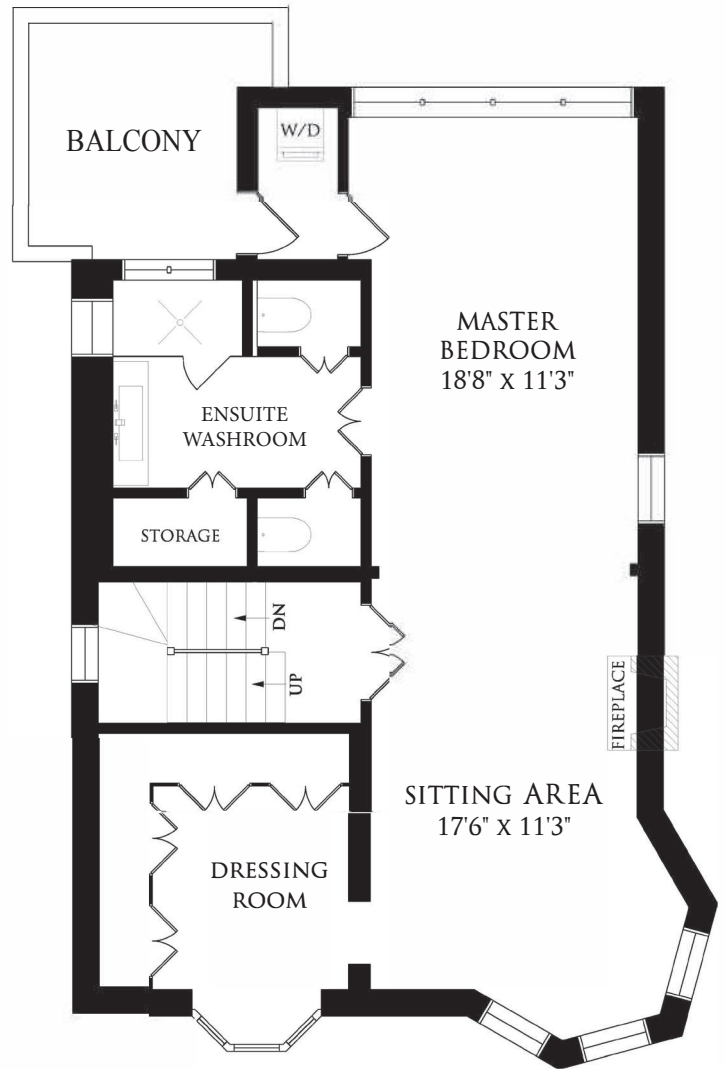 BALCONY
W/D
MASTER
BEDROOM
18'8" X 11'3"
ENSUITE
WASHROOM
STORAGE
DN
UP
FIREPLACE
SITTING AREA
17'6" X 11'3"
DRESSING
ROOM